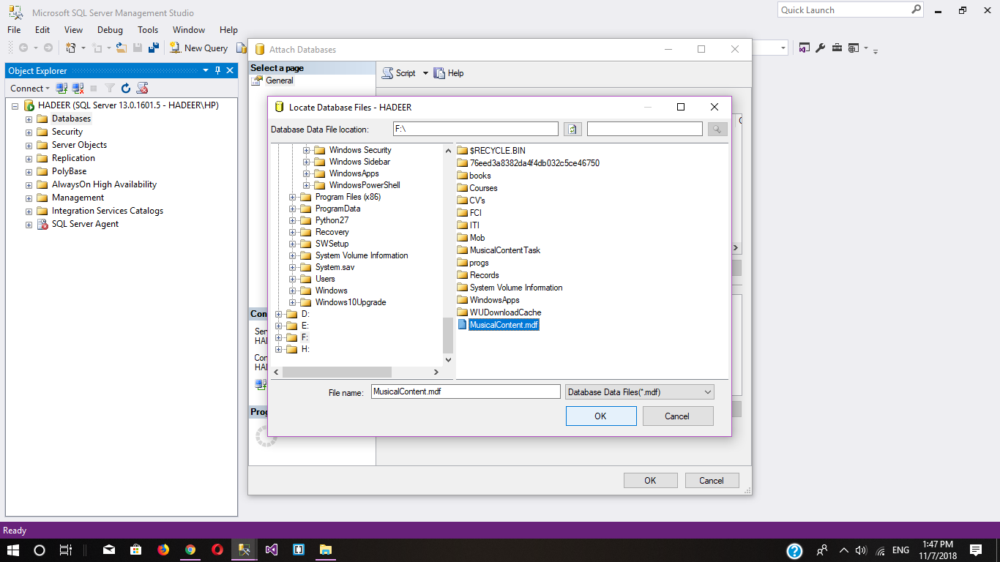 Microsoft SQL Server Management Studio
Quick Launch
File Edit View Debug Tools Window Help
New Query
Attach Databases
Object Explorer
Select a page
Connect
General
Script Help
HADEER (SQL Server 13.0.1601.5 - HADEER\HP)
Databases
Security
Server Objects
Replication
PolyBase
AlwaysOn High Availability
Management
Integration Services Catalogs
SQL Server Agent
Locate Database Files - HADEER
Database Data File location: F:\
Windows Security
Windows Sidebar
WindowsApps
WindowsPowerShell
Program Files (x86)
ProgramData
Python27
Recovery
SWSetup
System Volume Information
System.sav
Users
Windows
Windows10Upgrade
D:
E:
F:
H:
$RECYCLE.BIN
76eed3a8382da4f4db032c5ce46750
books
Courses
CV's
FCI
ITI
Mob
MusicalContentTask
progs
Records
System Volume Information
WindowsApps
WUDownloadCache
MusicalContent.mdf
File name: MusicalContent.mdf Database Data Files(*.mdf)
OK Cancel
OK Cancel
Ready
ENG
1:47 PM
11/7/2018